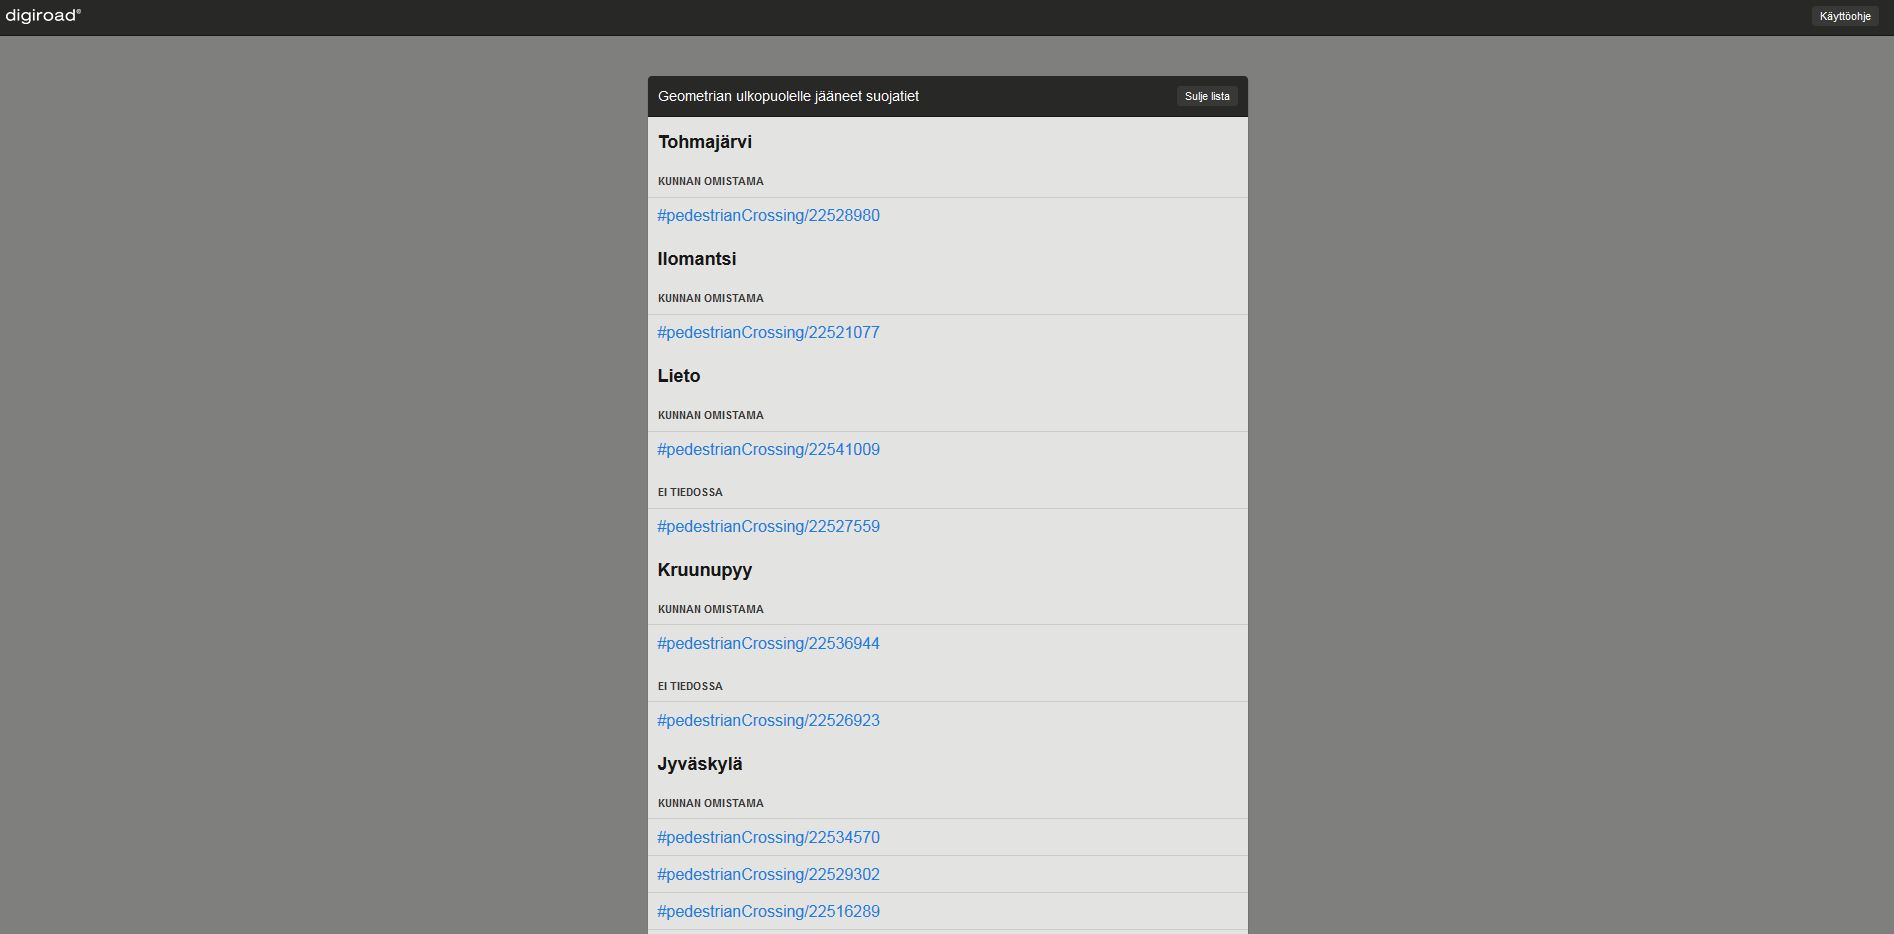 digiroad®
Käyttöohje
Geometrian ulkopuolelle jääneet suojatiet
Sulje lista
Tohmajärvi
KUNNAN OMISTAMA
#pedestrianCrossing/22528980
Ilomantsi
KUNNAN OMISTAMA
#pedestrianCrossing/22521077
Lieto
KUNNAN OMISTAMA
#pedestrianCrossing/22541009
EI TIEDOSSA
#pedestrianCrossing/22527559
Kruunupyy
KUNNAN OMISTAMA
#pedestrianCrossing/22536944
EI TIEDOSSA
#pedestrianCrossing/22526923
Jyväskylä
KUNNAN OMISTAMA
#pedestrianCrossing/22534570
#pedestrianCrossing/22529302
#pedestrianCrossing/22516289